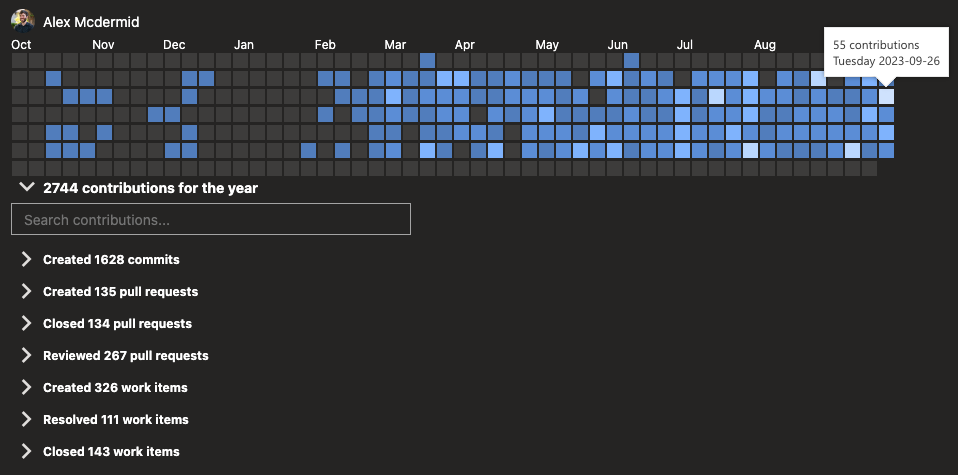 Alex Mcdermid
Oct Nov Dec Jan Feb Mar Apr May Jun Jul Aug
55 contributions
Tuesday 2023-09-26
2744 contributions for the year
Search contributions...
Created 1628 commits
Created 135 pull requests
Closed 134 pull requests
Reviewed 267 pull requests
Created 326 work items
Resolved 111 work items
Closed 143 work items